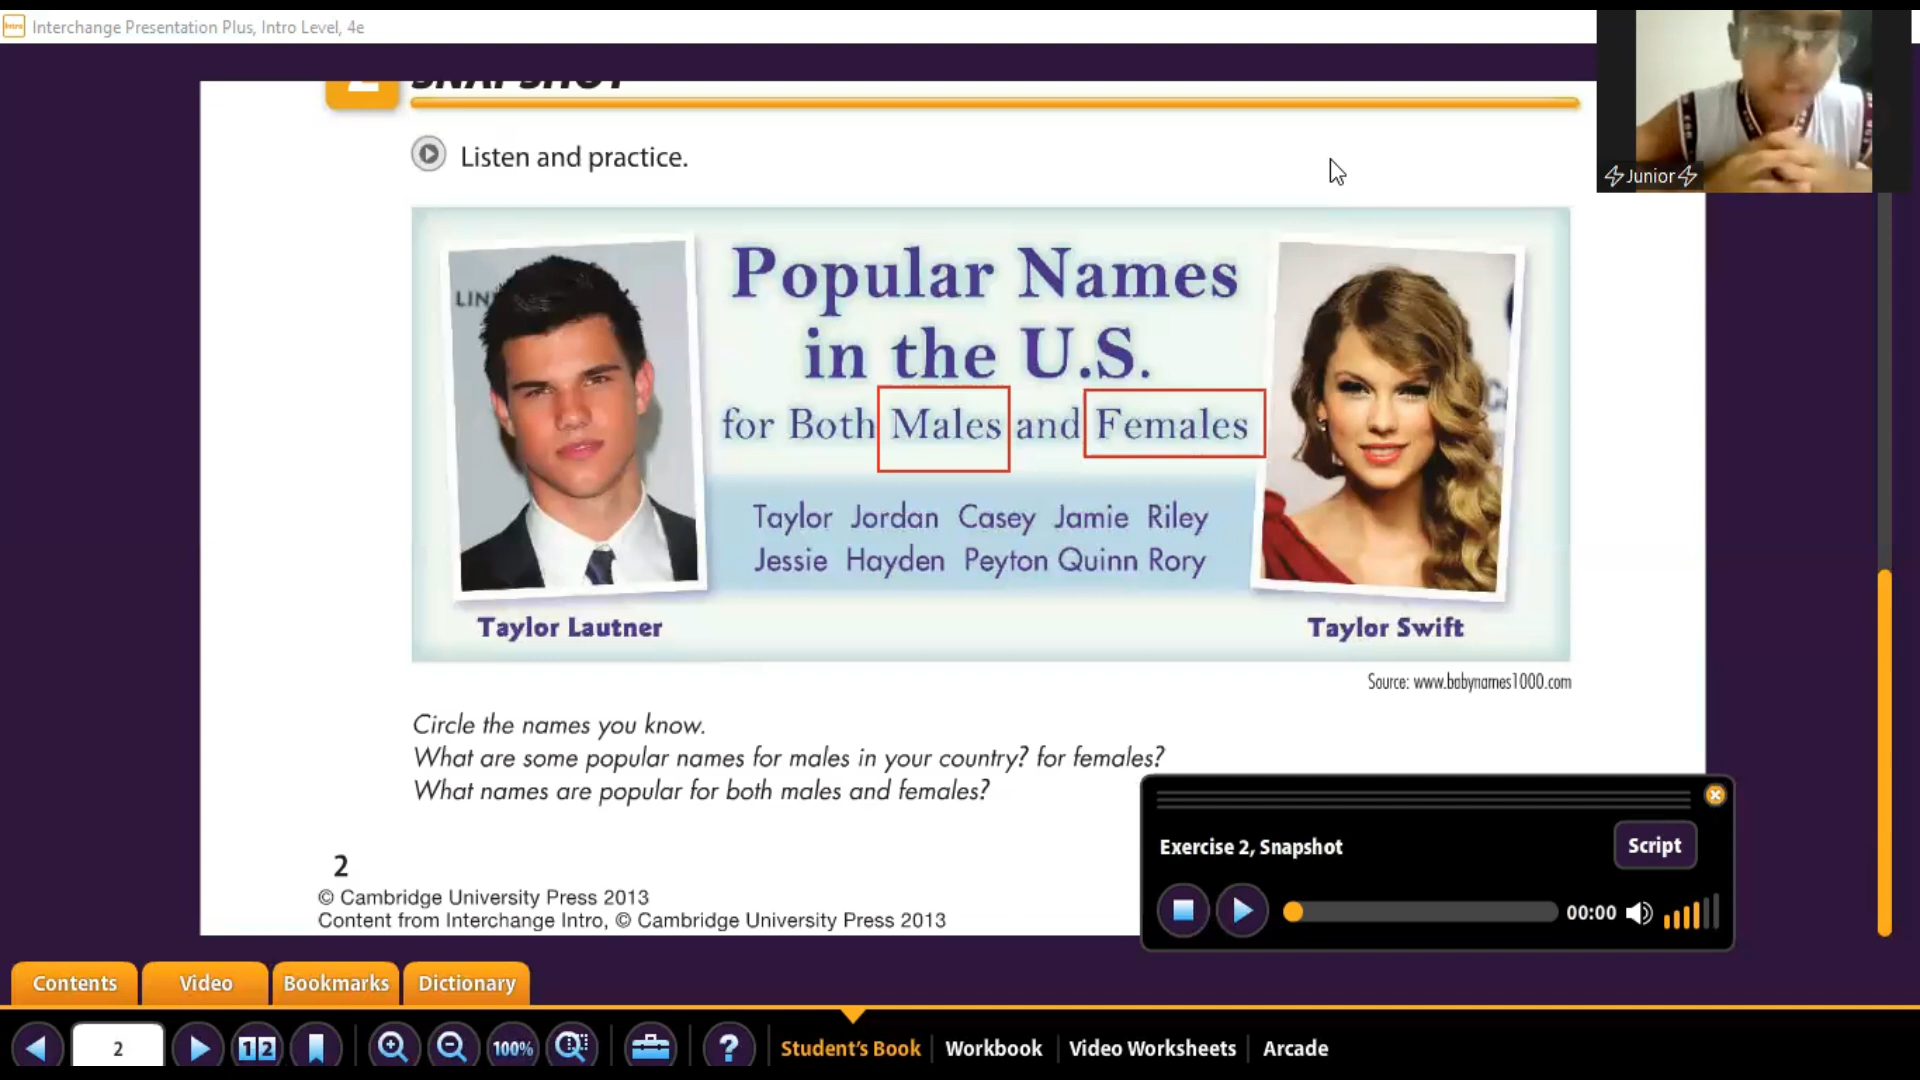 Interchange Presentation Plus, Intro Level, 4e
SNAPSHOT
Listen and practice.
⚡Junior⚡
LIN
Popular Names
in the U.S.
for Both Males and Females
Taylor Jordan Casey Jamie Riley
Jessie Hayden Peyton Quinn Rory
Taylor Lautner
Taylor Swift
Source: www.babynames1000.com
Circle the names you know.
What are some popular names for males in your country? for females?
What names are popular for both males and females?
2
© Cambridge University Press 2013
Content from Interchange Intro, © Cambridge University Press 2013
Exercise 2, Snapshot
Script
00:00
Contents Video Bookmarks Dictionary
2 12 100% ? Student's Book Workbook Video Worksheets Arcade